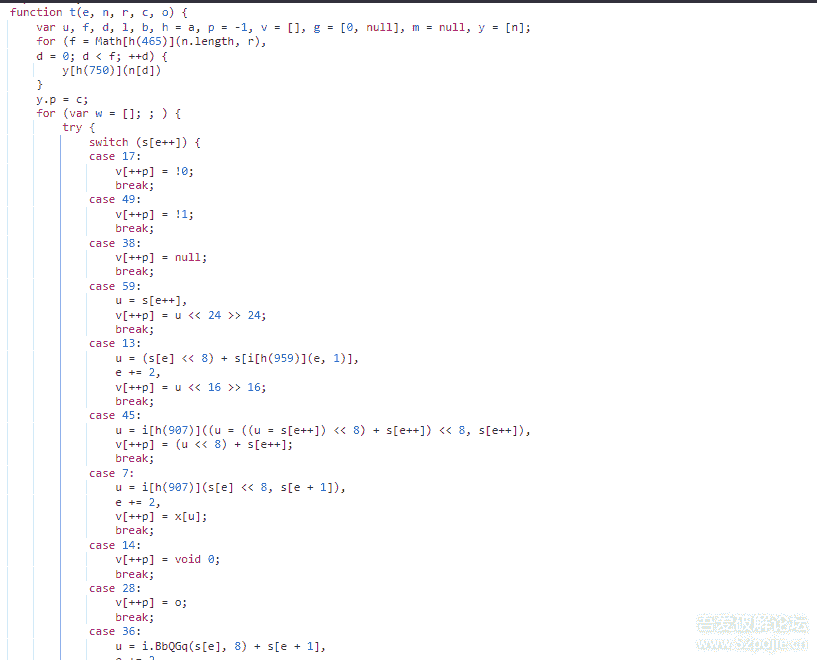 function t(e, n, r, c, o) {
var u, f, d, l, b, h = a, p = -1, v = [], g = [0, null], m = null, y = [n];
for (f = Math[h(465)](n.length, r),
d = 0; d < f; ++d) {
y[h(750)](n[d])
}
y.p = c;
for (var w = []; ; ) {
try {
switch (s[e++]) {
case 17:
v[++p] = !0;
break;
case 49:
v[++p] = !1;
break;
case 38:
v[++p] = null;
break;
case 59:
u = s[e++],
v[++p] = u << 24 >> 24;
break;
case 13:
u = (s[e] << 8) + s[i[h(959)](e, 1)],
e += 2,
v[++p] = u << 16 >> 16;
break;
case 45:
u = i[h(907)]((u = ((u = s[e++]) << 8) + s[e++]) << 8, s[e++]),
v[++p] = (u << 8) + s[e++];
break;
case 7:
u = i[h(907)](s[e] << 8, s[e + 1]),
e += 2,
v[++p] = x[u];
break;
case 14:
v[++p] = void 0;
break;
case 28:
v[++p] = o;
break;
case 36:
u = i.BbQGq(s[e], 8) + s[e + 1],
吾爱破解论坛
www.52pojie.cn